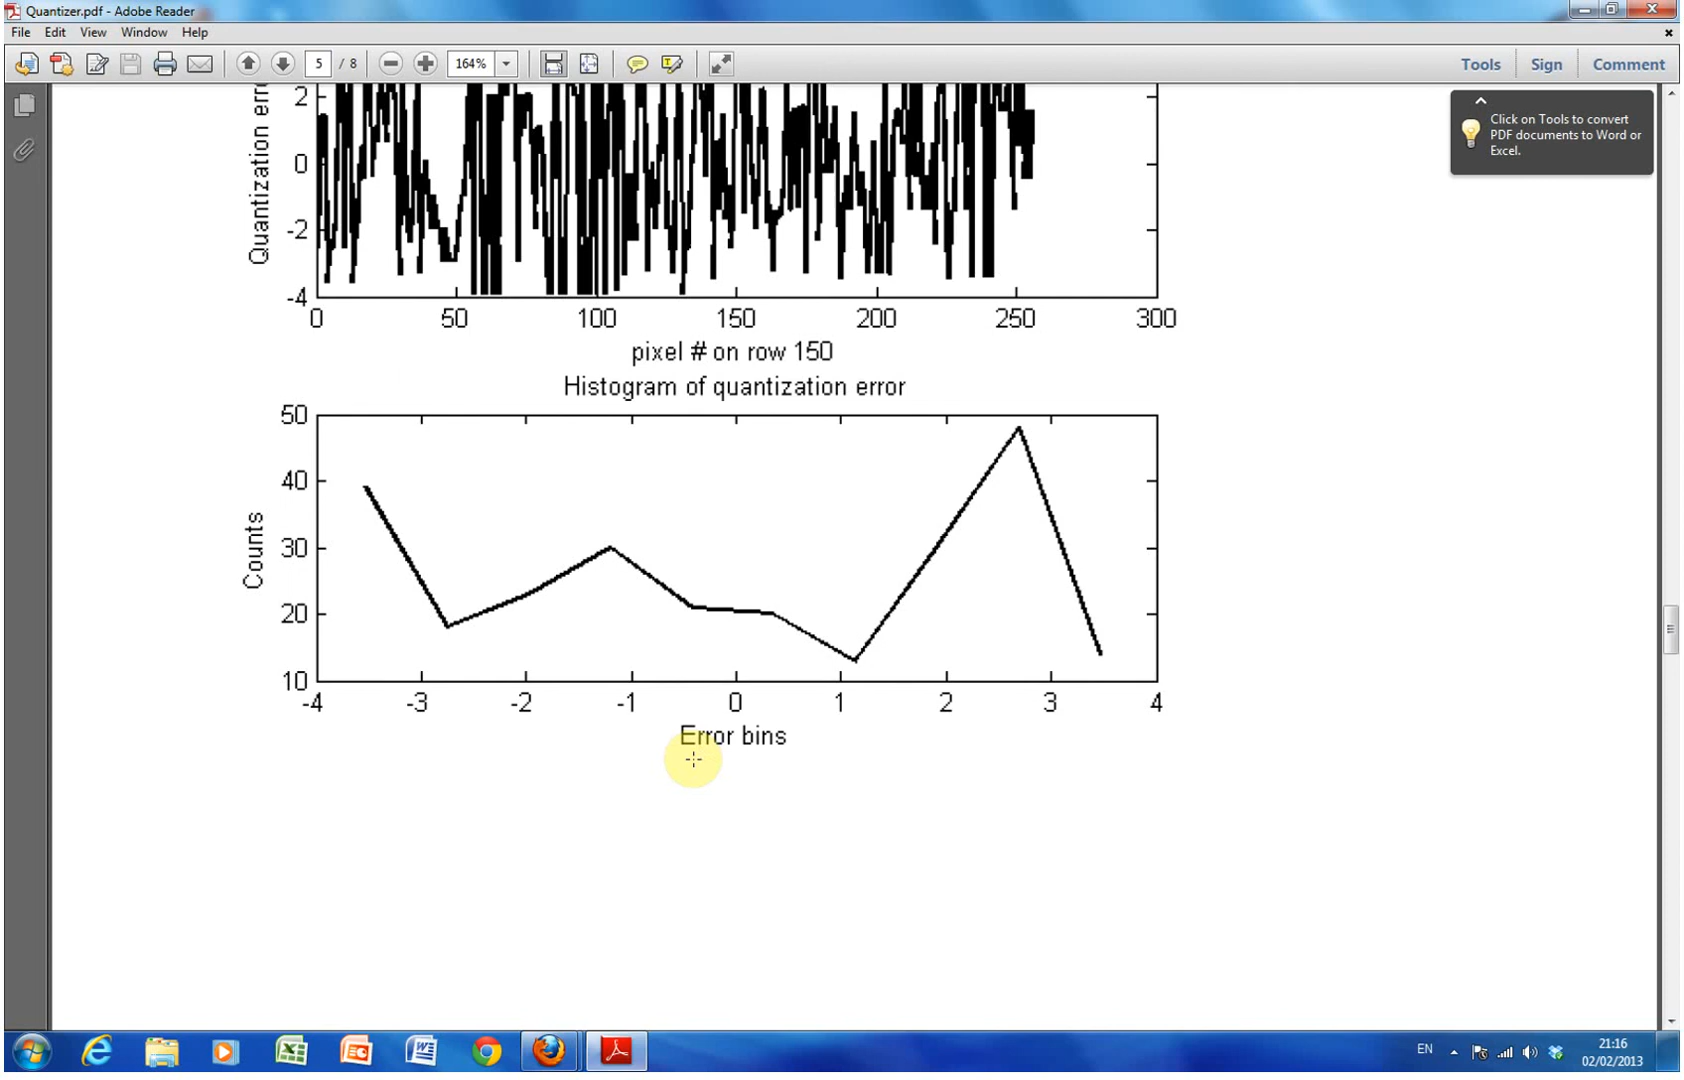 Quantizer.pdf - Adobe Reader
File Edit View Window Help
5 / 8 164% Tools Sign Comment
Click on Tools to convert
PDF documents to Word or
Excel.
Quantization err
2
0
-2
-4
0 50 100 150 200 250 300
pixel # on row 150
Histogram of quantization error
Counts
50
40
30
20
10
-4 -3 -2 -1 0 1 2 3 4
Error bins
EN 21:16
02/02/2013